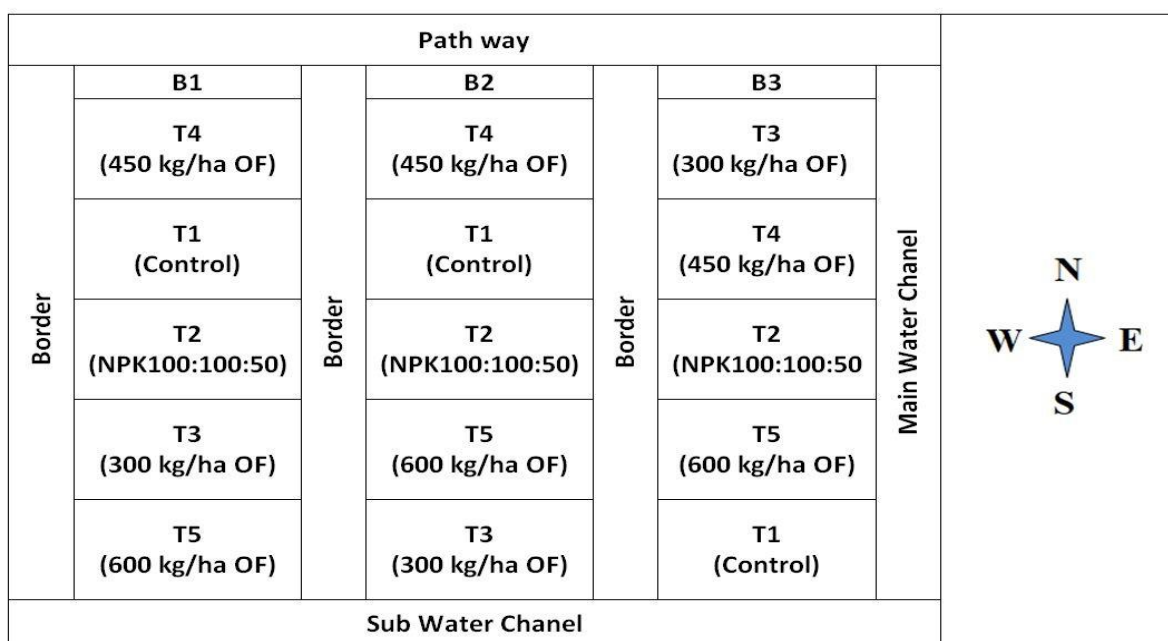 Path way
B1
B2
B3
T4
(450 kg/ha OF)
T4
(450 kg/ha OF)
T3
(300 kg/ha OF)
T1
(Control)
T1
(Control)
T4
(450 kg/ha OF)
T2
(NPK100:100:50)
T2
(NPK100:100:50)
T2
(NPK100:100:50
T3
(300 kg/ha OF)
T5
(600 kg/ha OF)
T5
(600 kg/ha OF)
T5
(600 kg/ha OF)
T3
(300 kg/ha OF)
T1
(Control)
Border
Border
Border
Main Water Channel
Sub Water Chanel
N
W
E
S